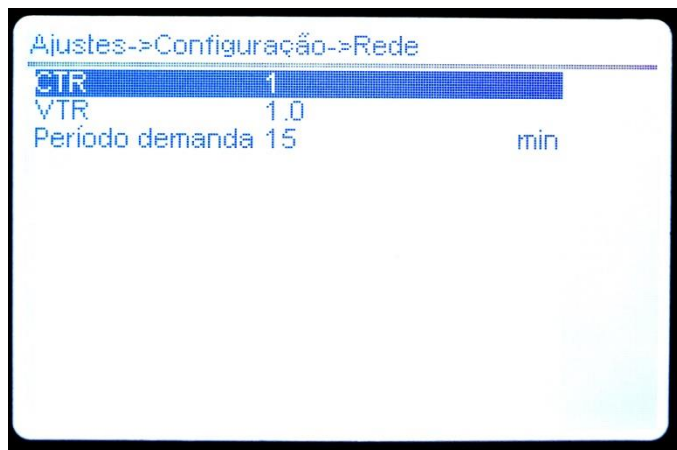 Ajustes->Configuração->Rede
CTR 1
VTR 1.0
Período demanda 15 min